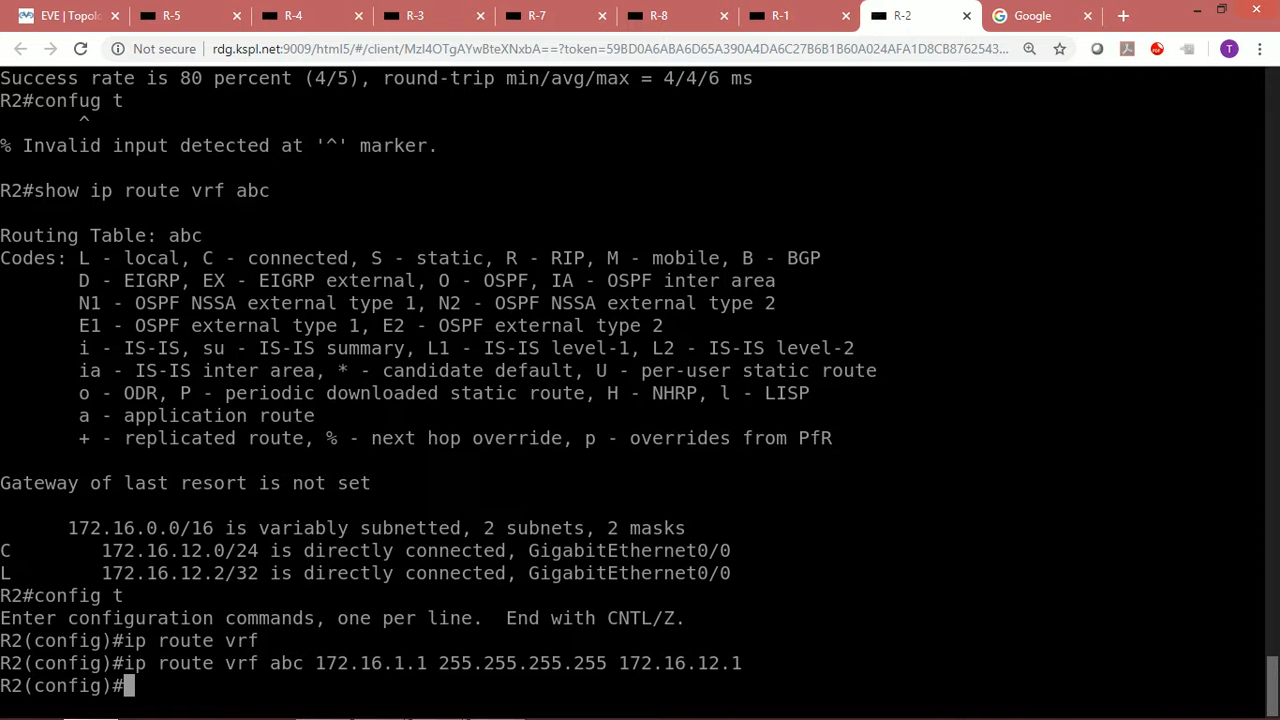 EVE | Topolo
R-5
R-4
R-3
R-7
R-8
R-1
R-2
Google
Not secure | rdg.kspl.net:9009/html5/#/client/MzI4OTgAYwBteXNxbA==?token=59BD0A6ABA6D65A390A4DA6C27B6B1B60A024AFA1D8CB8762543...
T
Success rate is 80 percent (4/5), round-trip min/avg/max = 4/4/6 ms
R2#confug t
^
% Invalid input detected at '^' marker.
R2#show ip route vrf abc
Routing Table: abc
Codes: L - local, C - connected, S - static, R - RIP, M - mobile, B - BGP
D - EIGRP, EX - EIGRP external, O - OSPF, IA - OSPF inter area
N1 - OSPF NSSA external type 1, N2 - OSPF NSSA external type 2
E1 - OSPF external type 1, E2 - OSPF external type 2
i - IS-IS, su - IS-IS summary, L1 - IS-IS level-1, L2 - IS-IS level-2
ia - IS-IS inter area, * - candidate default, U - per-user static route
o - ODR, P - periodic downloaded static route, H - NHRP, l - LISP
a - application route
+ - replicated route, % - next hop override, p - overrides from PfR
Gateway of last resort is not set
172.16.0.0/16 is variably subnetted, 2 subnets, 2 masks
C 172.16.12.0/24 is directly connected, GigabitEthernet0/0
L 172.16.12.2/32 is directly connected, GigabitEthernet0/0
R2#config t
Enter configuration commands, one per line. End with CNTL/Z.
R2(config)#ip route vrf
R2(config)#ip route vrf abc 172.16.1.1 255.255.255.255 172.16.12.1
R2(config)#